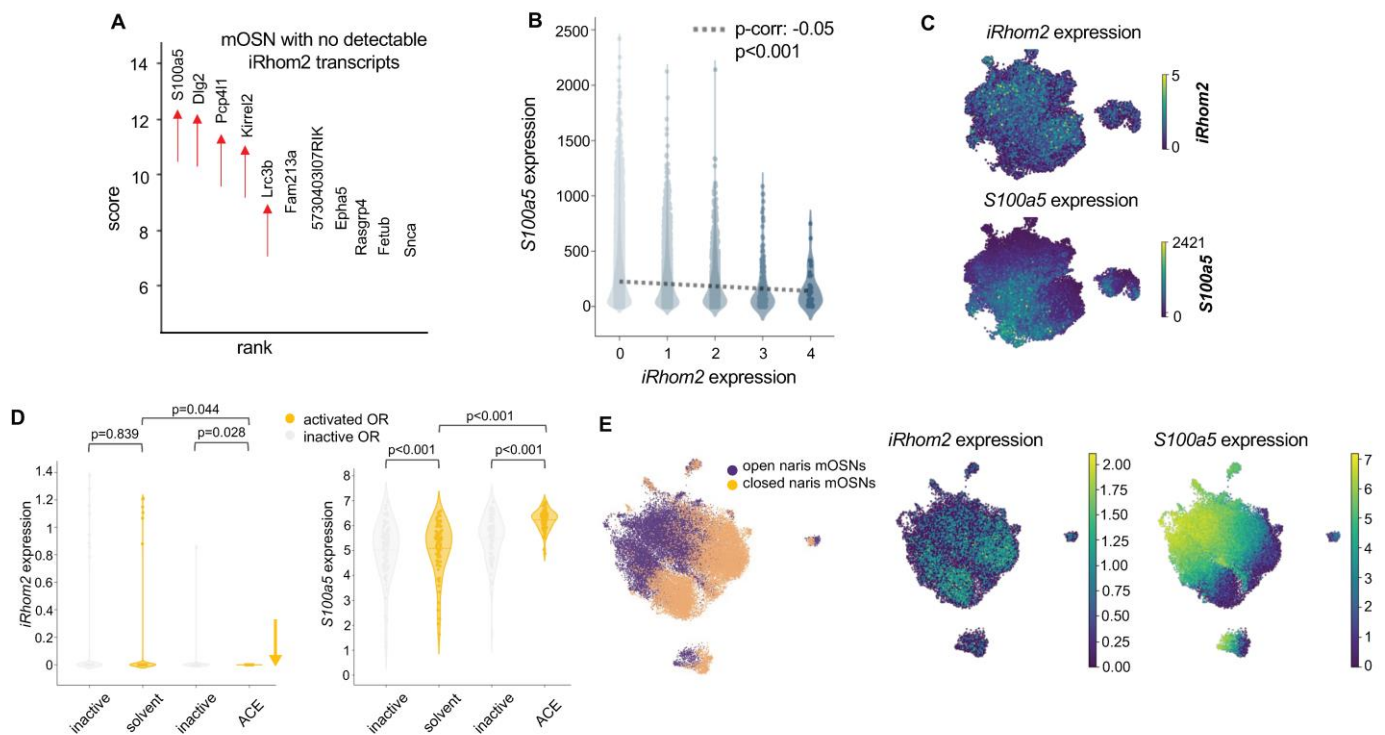 A
mOSN with no detectable
iRhom2 transcripts
14
12
10
8
6
score
rank
S100a5
Dlg2
Pcp4l1
Kirrel2
Lrc3b
Fam213a
5730403I07RIK
Epha5
Rasgrp4
Fetub
Snca
B
p-corr: -0.05
p<0.001
2500
2000
1500
1000
500
0
S100a5 expression
0 1 2 3 4
iRhom2 expression
C
iRhom2 expression
5
0
iRhom2
S100a5 expression
2421
0
S100a5
D
activated OR
inactive OR
p=0.044
p=0.839
p=0.028
1.4
1.2
1
0.8
0.6
0.4
0.2
0
iRhom2 expression
inactive
solvent
inactive
ACE
p<0.001
p<0.001
p<0.001
8
7
6
5
4
3
2
1
0
S100a5 expression
inactive
solvent
inactive
ACE
E
open naris mOSNs
closed naris mOSNs
iRhom2 expression
2.00
1.75
1.50
1.25
1.00
0.75
0.50
0.25
0.00
S100a5 expression
7
6
5
4
3
2
1
0